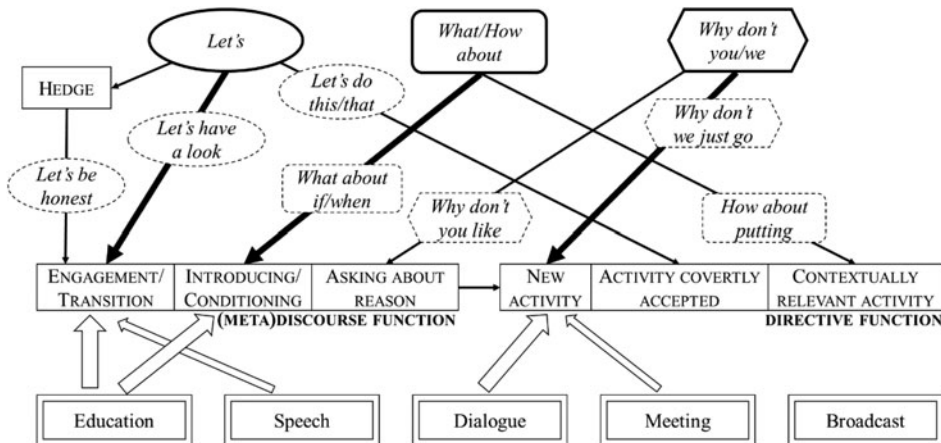 Let's
What/How
about
Why don't
you/we
HEDGE
Let's do
this/that
Let's have
a look
Why don't
we just go
Let's be
honest
What about
if/when
Why don't
you like
How about
putting
ENGAGEMENT/
TRANSITION
INTRODUCING/
CONDITIONING
ASKING ABOUT
REASON
NEW
ACTIVITY
ACTIVITY COVERTLY
ACCEPTED
CONTEXTUALLY
RELEVANT ACTIVITY
(META)DISCOURSE FUNCTION
DIRECTIVE FUNCTION
Education
Speech
Dialogue
Meeting
Broadcast